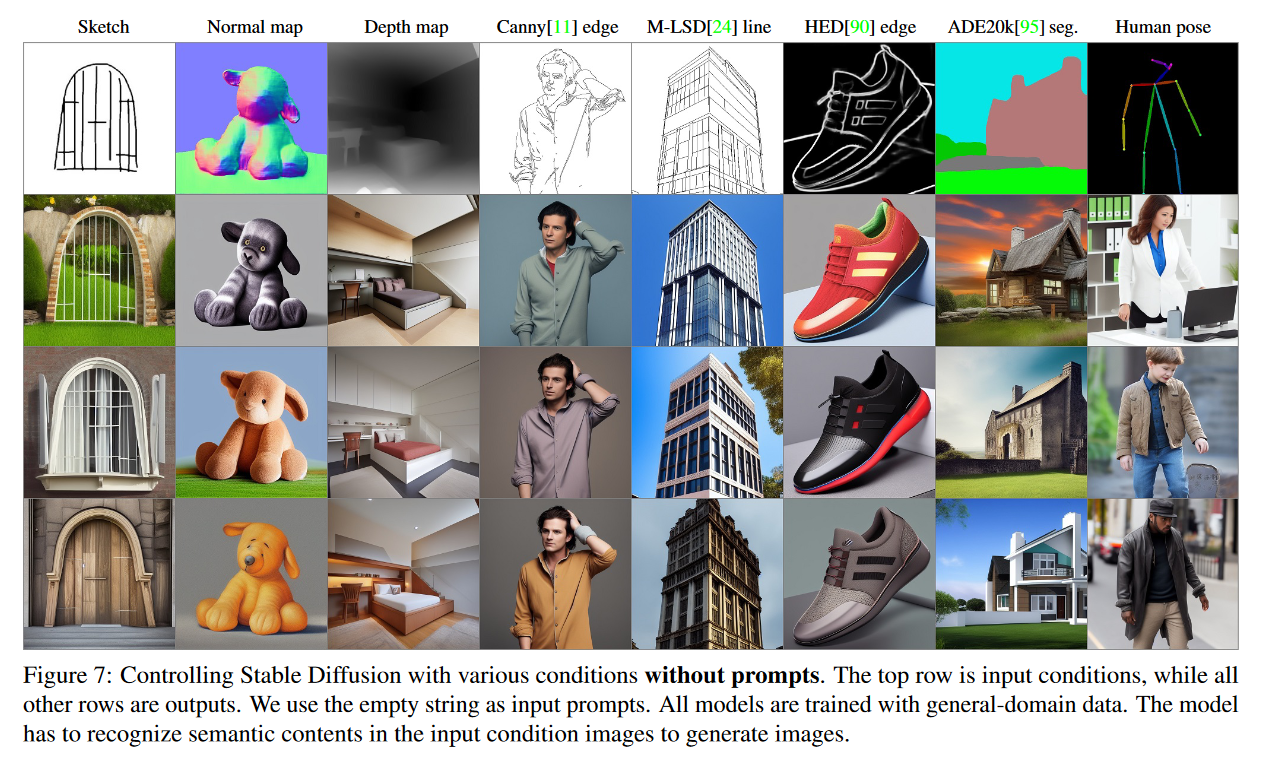 Sketch Normal map Depth map Canny[11] edge M-LSD[24] line HED[90] edge ADE20k[95] seg. Human pose
Figure 7: Controlling Stable Diffusion with various conditions without prompts. The top row is input conditions, while all
other rows are outputs. We use the empty string as input prompts. All models are trained with general-domain data. The model
has to recognize semantic contents in the input condition images to generate images.